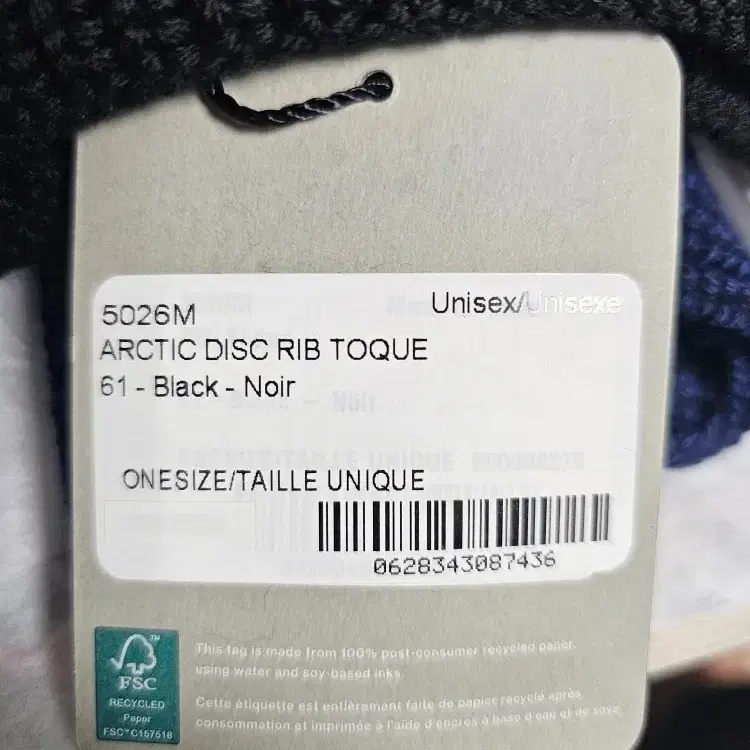 5026M
Unisex/Unisexe
ARCTIC DISC RIB TOQUE
61 - Black - Noir
ONESIZE/TAILLE UNIQUE
0628343087436
FSC™
RECYCLED
Paper
FSC™ C157518
This tag is made from 100% post-consumer recycled paper,
using water and soy-based inks.
Cette étiquette est entièrement faite de papier recyclé après
consommation et imprimée à l'aide d'encres à base d'eau et de soya.